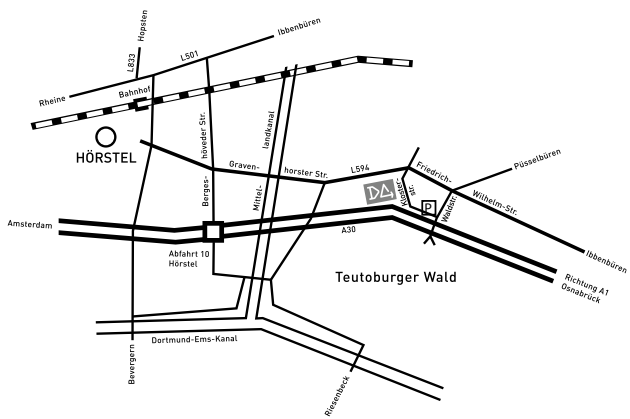 Hopsten
L833
L501
Ibbenbüren
Rheine
Bahnhof
HÖRSTEL
höveder Str.
Berges-
landkanal
Mittel-
Graven-
horster Str.
L594
Friedrich-
Wilhelm-Str.
Püsselbüren
Kloster-
str.
P
Waldstr.
DA
Ibbenbüren
Amsterdam
Abfahrt 10
Hörstel
A30
Richtung A1
Osnabrück
Teutoburger Wald
Dortmund-Ems-Kanal
Bevergern
Riesenbeck